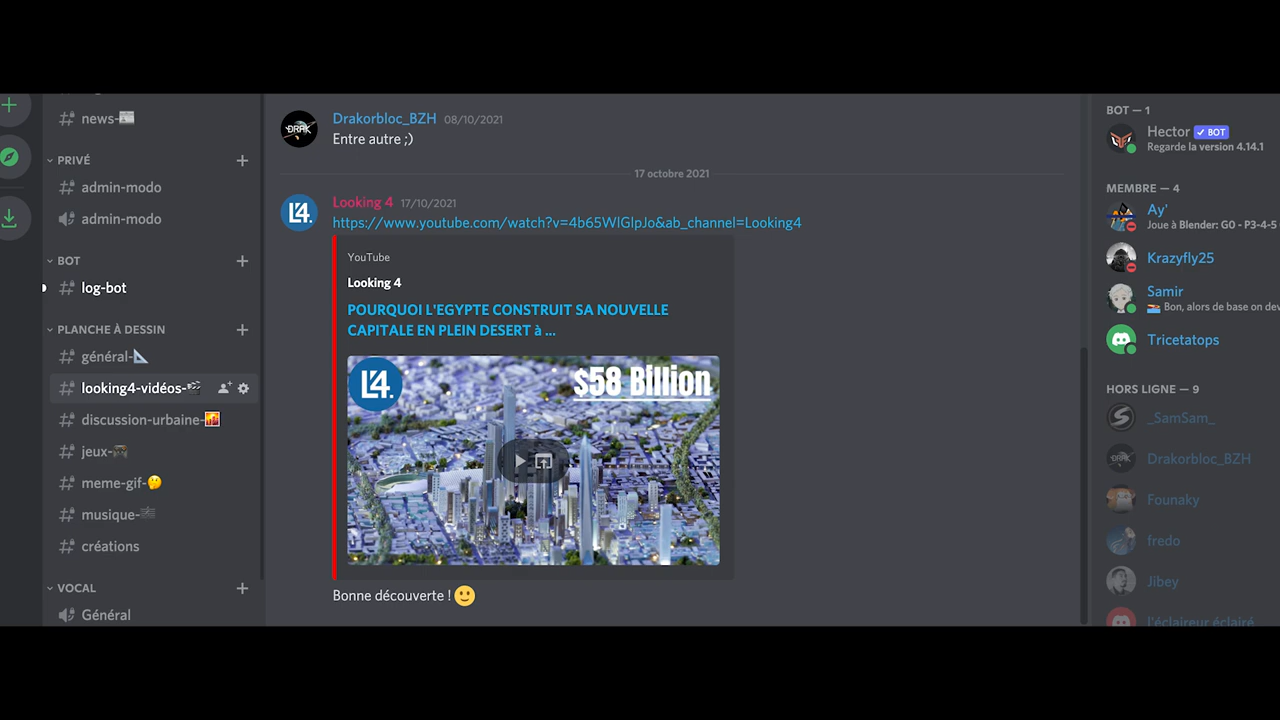 news-
PRIVÉ
admin-modo
admin-modo
BOT
log-bot
PLANCHE À DESSIN
général-
looking4-vidéos-
discussion-urbaine-
jeux-
meme-gif-
musique-
créations
VOCAL
Général
DRAK
Drakorbloc_BZH 08/10/2021
Entre autre ;)
17 octobre 2021
L4.
Looking 4 17/10/2021
https://www.youtube.com/watch?v=4b65WlGlpJo&ab_channel=Looking4
YouTube
Looking 4
POURQUOI L'EGYPTE CONSTRUIT SA NOUVELLE
CAPITALE EN PLEIN DESERT à ...
L4.
$58 Billion
Bonne découverte !
BOT — 1
Hector BOT
Regarde la version 4.14.1
MEMBRE — 4
Ay'
Joue à Blender: G0 - P3-4-5
Krazyfly25
Samir
Bon, alors de base on dev
Tricetatops
HORS LIGNE — 9
_SamSam_
DRAK
Drakorbloc_BZH
Founaky
fredo
Jibey
l'éclaireur éclairé